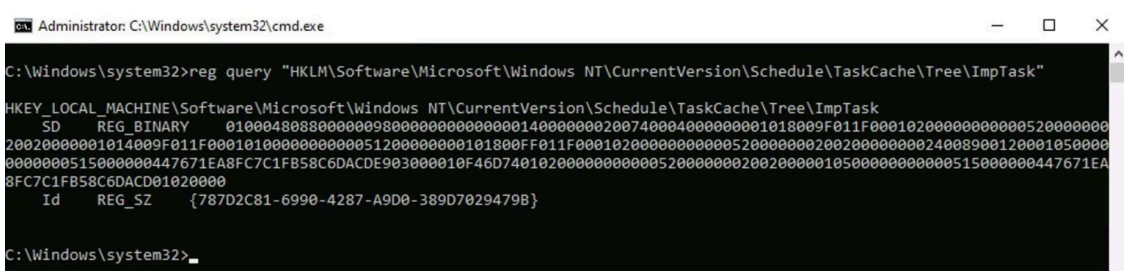 Administrator: C:\Windows\system32\cmd.exe
C:\Windows\system32>reg query "HKLM\Software\Microsoft\Windows NT\CurrentVersion\Schedule\TaskCache\Tree\ImpTask"
HKEY_LOCAL_MACHINE\Software\Microsoft\Windows NT\CurrentVersion\Schedule\TaskCache\Tree\ImpTask
SD REG_BINARY 01000480880000009800000000000000140000000200740004000000001018009F011F00010200000000000520000000
20020000001014009F011F0001010000000000051200000000101800FF011F000102000000000005200000002002000000002400890012000105000000
0000000515000000447671EA8FC7C1FB58C6DACDE903000010F46D7401020000000000052000000020020000010500000000000515000000447671EA
8FC7C1FB58C6DACD01020000
Id REG_SZ {787D2C81-6990-4287-A9D0-389D7029479B}
C:\Windows\system32>